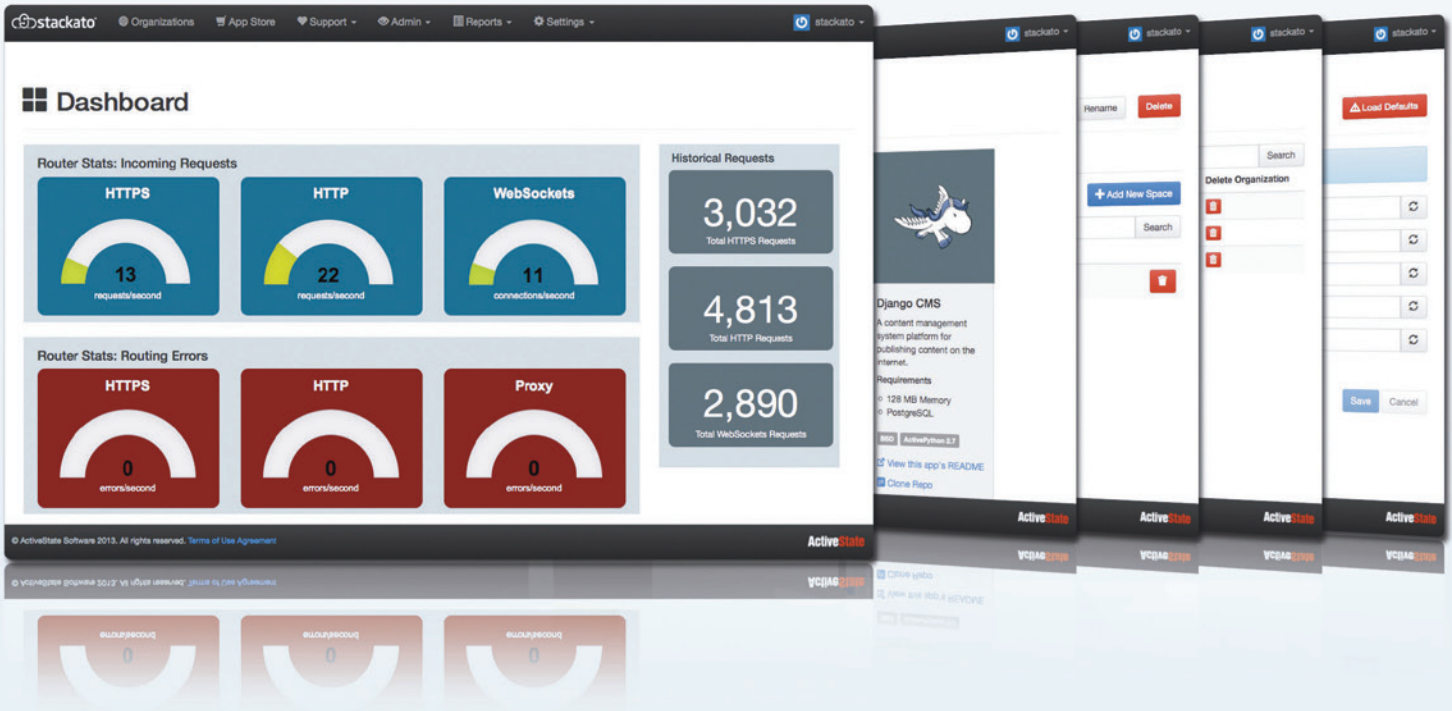 stackato Organizations App Store Support Admin Reports Settings stackato
Dashboard
Router Stats: Incoming Requests
HTTPS
13
requests/second
HTTP
22
requests/second
WebSockets
11
connections/second
Router Stats: Routing Errors
HTTPS
0
errors/second
HTTP
0
errors/second
Proxy
0
errors/second
Historical Requests
3,032
Total HTTPS Requests
4,813
Total HTTP Requests
2,890
Total WebSockets Requests
© ActiveState Software 2013. All rights reserved. Terms of Use Agreement
ActiveState
stackato
Django CMS
A content management
system platform for
publishing content on the
internet.
Requirements
128 MB Memory
PostgreSQL
BSD ActivePython 2.7
View this app's README
Clone Repo
ActiveState
stackato
Rename Delete
+ Add New Space
Search
ActiveState
stackato
Search
Delete Organization
ActiveState
stackato
Load Defaults
Save Cancel
ActiveState